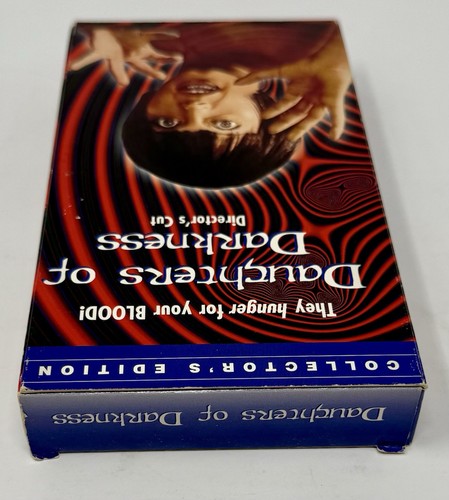 Daughters of Darkness
COLLECTOR'S EDITION
They hunger for your BLOOD!
Daughters of
Darkness
Director's Cut